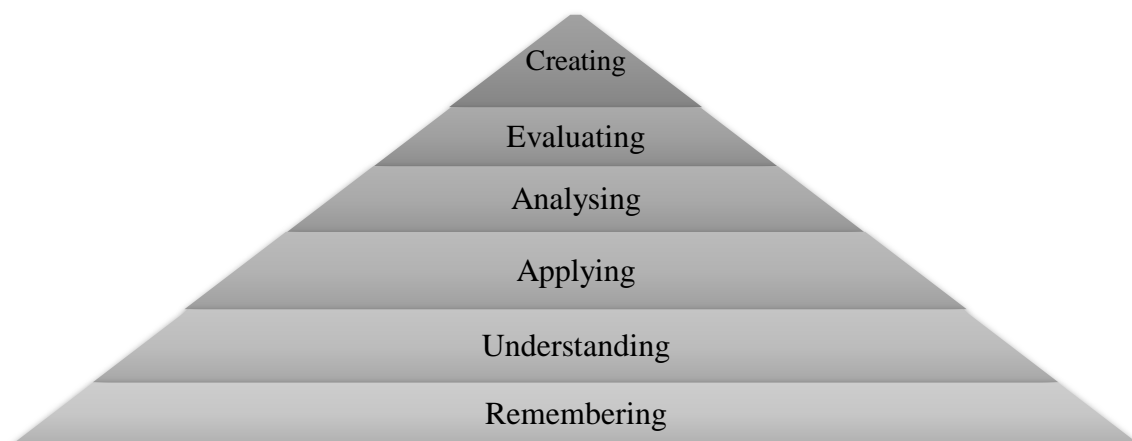 Creating
Evaluating
Analysing
Applying
Understanding
Remembering